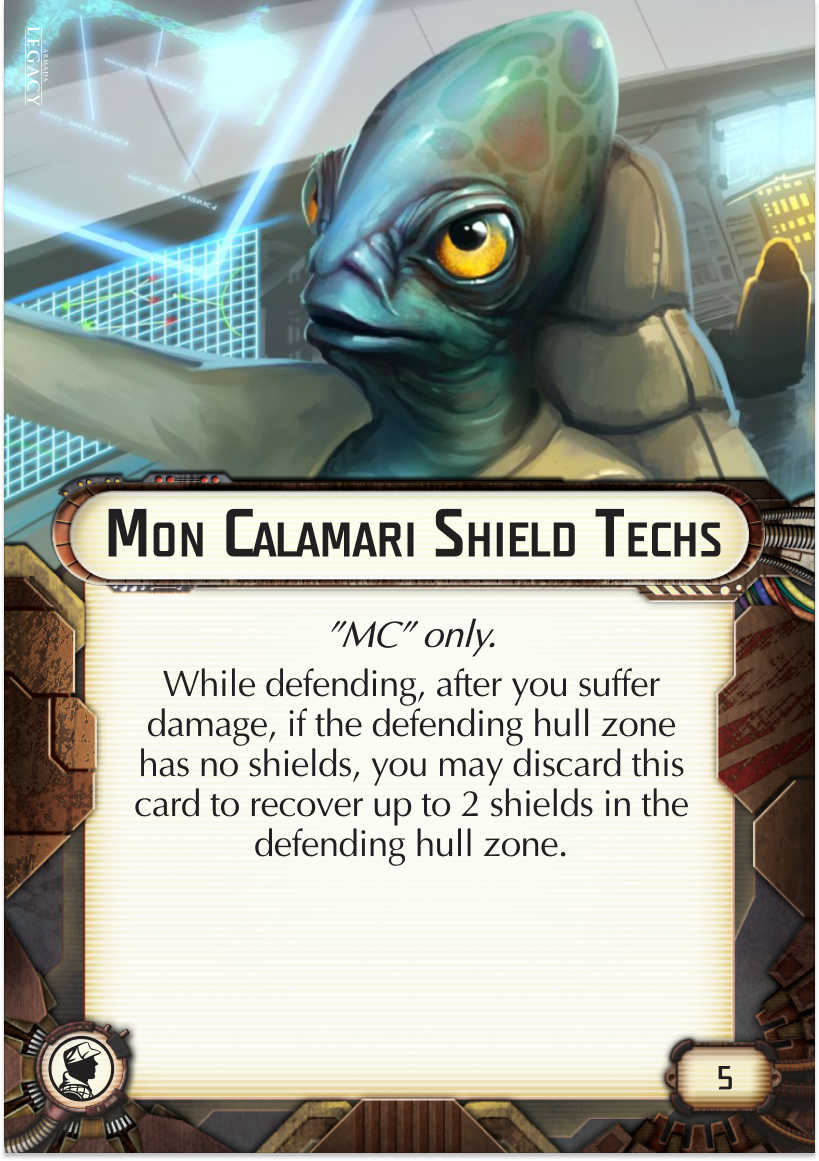 ARMADA
LEGACY
Mon Calamari Shield Techs
"MC" only.
While defending, after you suffer
damage, if the defending hull zone
has no shields, you may discard this
card to recover up to 2 shields in the
defending hull zone.
5